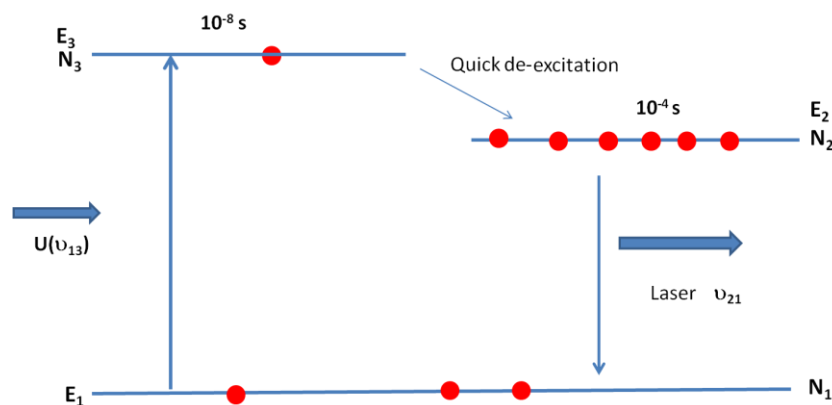 10⁻⁸ s
E₃
N₃
Quick de-excitation
10⁻⁴ s
E₂
N₂
U(υ₁₃)
Laser υ₂₁
E₁
N₁